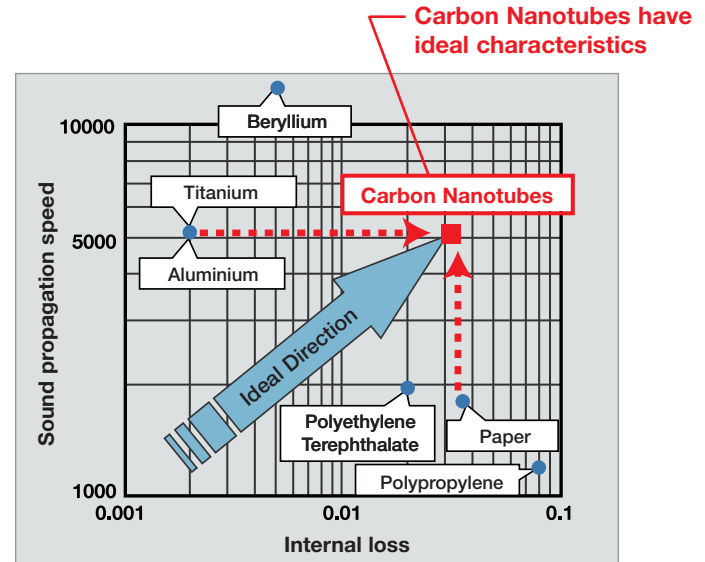 Carbon Nanotubes have
ideal characteristics
Beryllium
10000
Titanium
Carbon Nanotubes
5000
Aluminium
Sound propagation speed
Ideal Direction
Polyethylene
Terephthalate
Paper
Polypropylene
1000
0.001
0.01
0.1
Internal loss